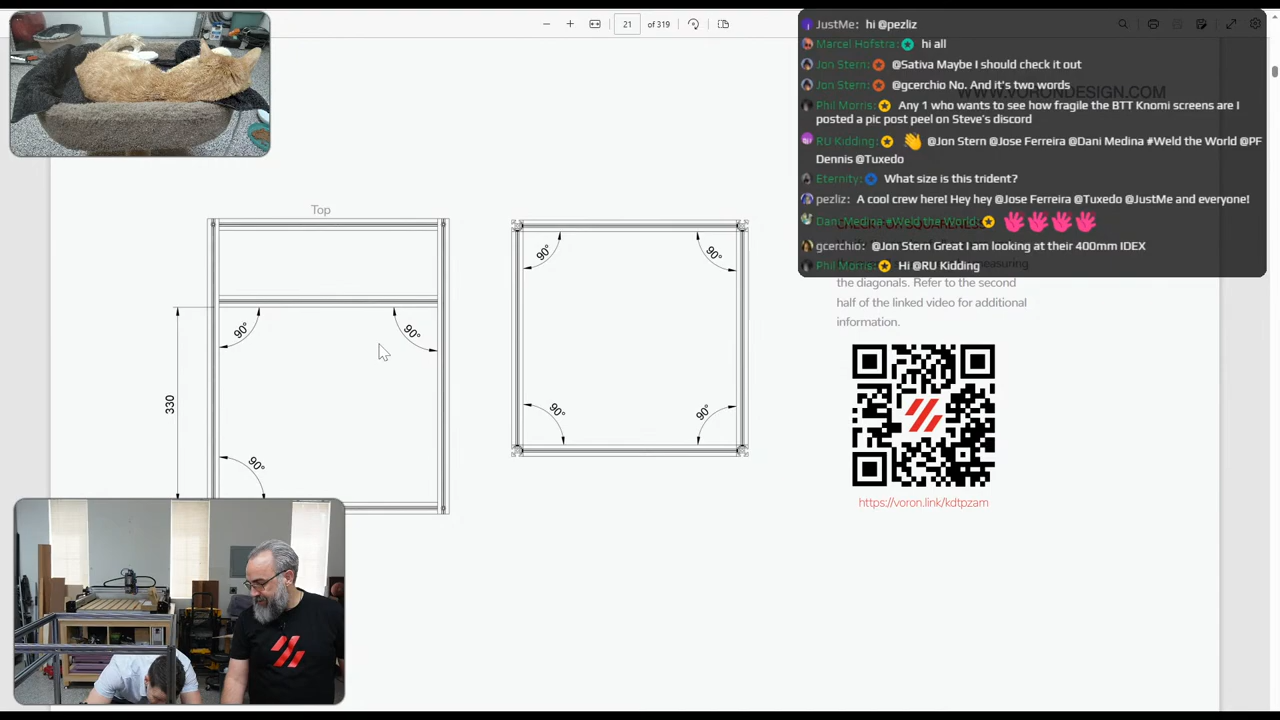 21 of 319
JustMe: hi @pezliz
Marcel Hofstra: hi all
Jon Stern: @Sativa Maybe I should check it out
Jon Stern: @gcerchio No. And it's two words
WWW.VORONDESIGN.COM
Phil Morris: Any 1 who wants to see how fragile the BTT Knomi screens are I
posted a pic post peel on Steve's discord
RU Kidding: @Jon Stern @Jose Ferreira @Dani Medina #Weld the World @PF
Dennis @Tuxedo
Eternity: What size is this trident?
pezliz: A cool crew here! Hey hey @Jose Ferreira @Tuxedo @JustMe and everyone!
Dani Medina #Weld the World:
gcerchio: @Jon Stern Great I am looking at their 400mm IDEX
Phil Morris: Hi @RU Kidding
measuring
the diagonals. Refer to the second
half of the linked video for additional
information.
https://voron.link/kdtpzam
Top
90°
90°
330
90°
90°
90°
90°
90°